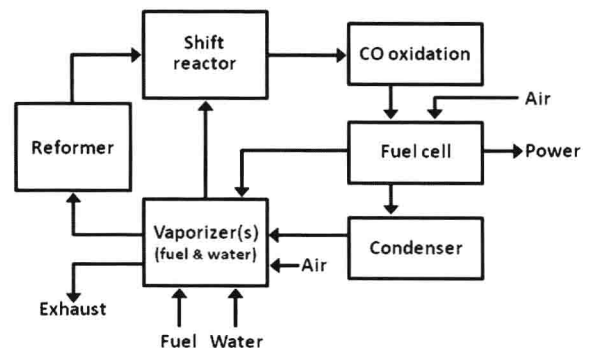 Shift
reactor
CO oxidation
Air
Reformer
Fuel cell
Power
Vaporizer(s)
(fuel & water)
Condenser
Air
Exhaust
Fuel Water